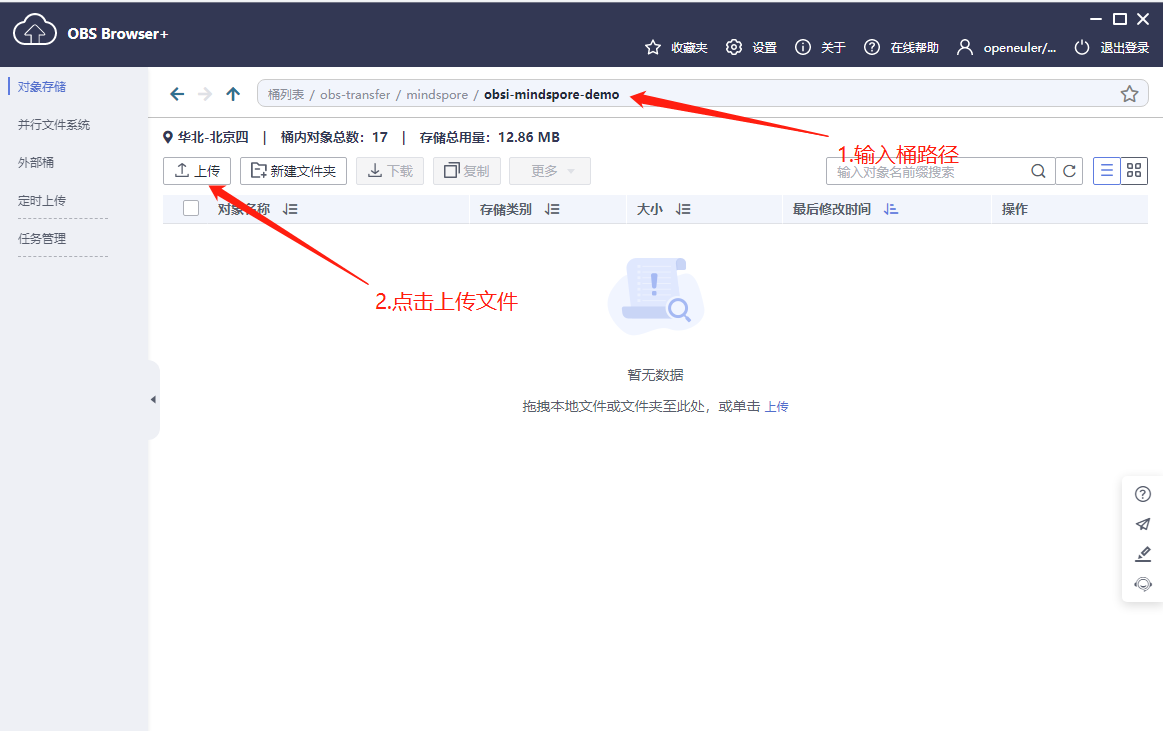 OBS Browser+
收藏夹 设置 关于 在线帮助 openeuler/... 退出登录
对象存储
并行文件系统
外部桶
定时上传
任务管理
桶列表 / obs-transfer / mindspore / obsi-mindspore-demo
华北-北京四 | 桶内对象总数：17 | 存储总用量：12.86 MB
1.输入桶路径
上传 新建文件夹 下载 复制 更多 输入对象名前缀搜索
对象名称 存储类别 大小 最后修改时间 操作
2.点击上传文件
暂无数据
拖拽本地文件或文件夹至此处，或单击 上传